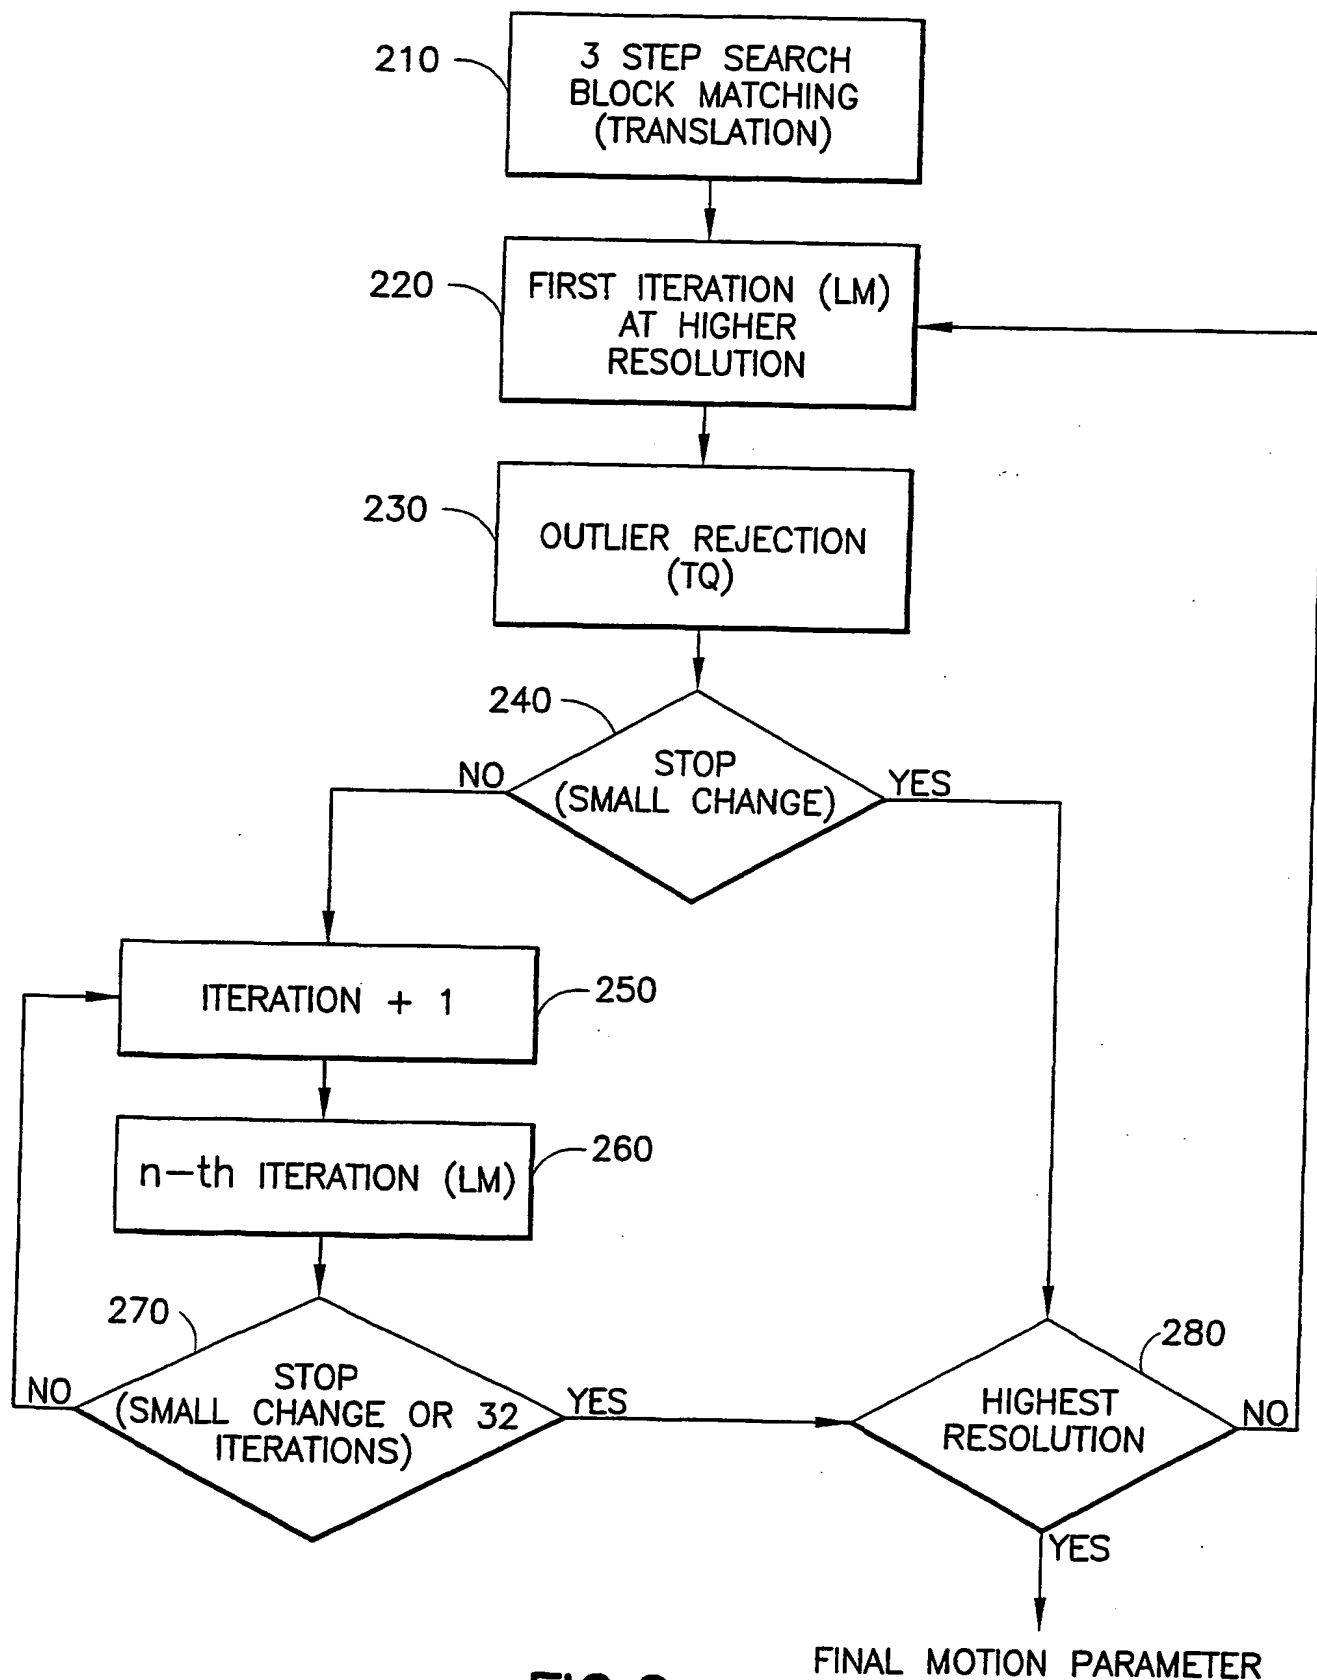 210
3 STEP SEARCH
BLOCK MATCHING
(TRANSLATION)
220
FIRST ITERATION (LM)
AT HIGHER
RESOLUTION
230
OUTLIER REJECTION
(TQ)
240
STOP
(SMALL CHANGE)
NO
YES
ITERATION + 1
250
n-th ITERATION (LM)
260
270
STOP
(SMALL CHANGE OR 32
ITERATIONS)
NO
YES
280
HIGHEST
RESOLUTION
NO
YES
FINAL MOTION PARAMETER